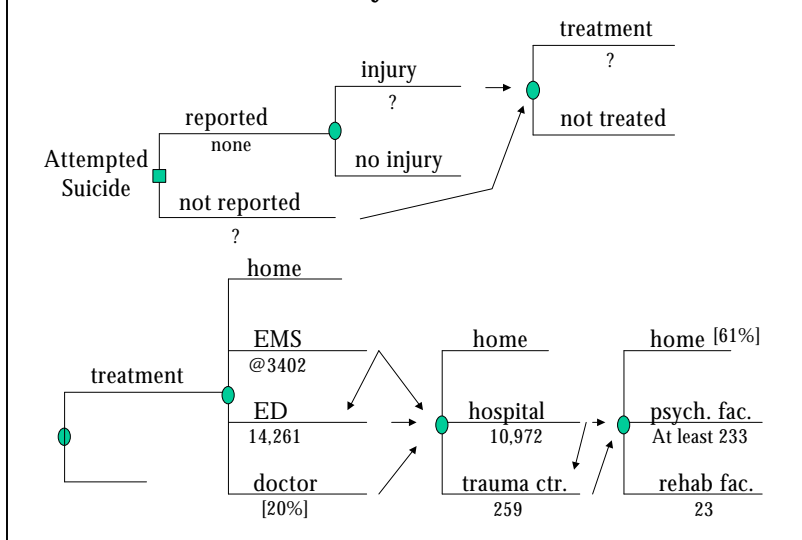 treatment
?
not treated
injury
?
no injury
reported
none
Attempted
Suicide
not reported
?
home
EMS
@3402
treatment
ED
14,261
doctor
[20%]
home
hospital
10,972
trauma ctr.
259
home [61%]
psych. fac.
At least 233
rehab fac.
23